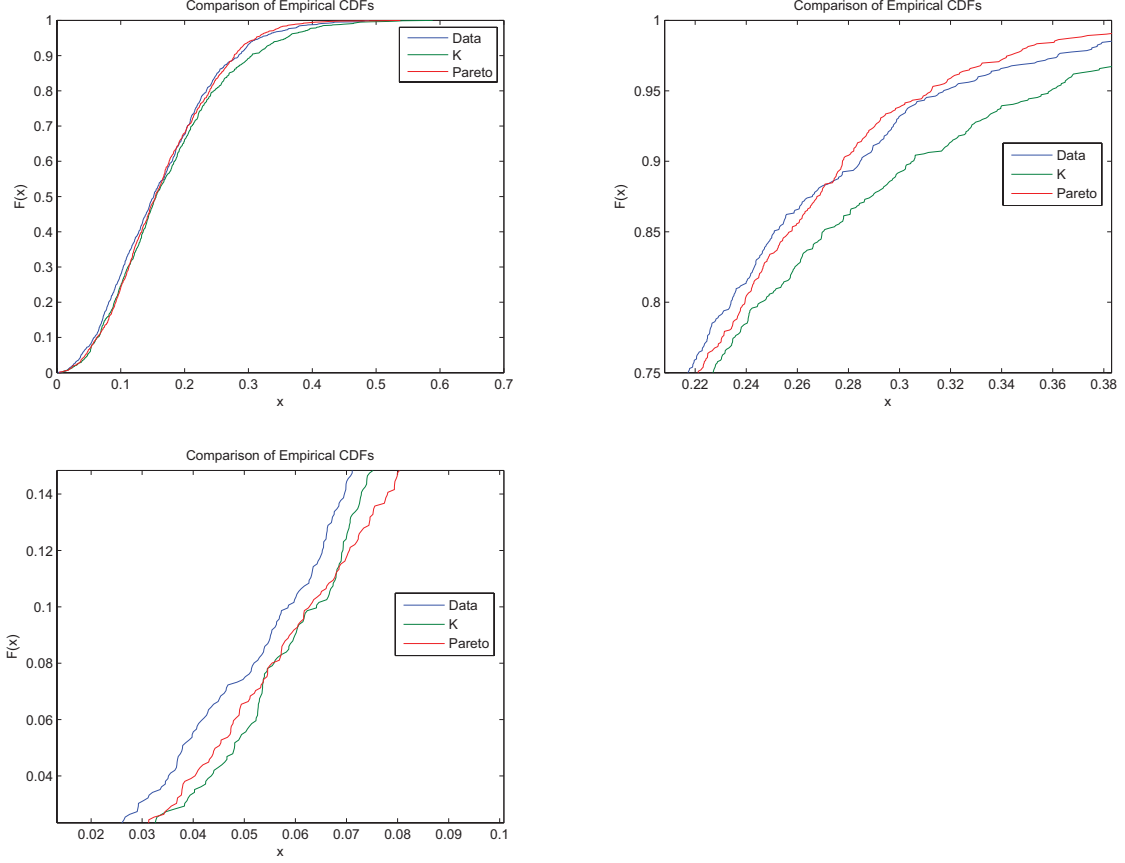 Comparison of Empirical CDFs
1
0.9
0.8
0.7
0.6
0.5
0.4
0.3
0.2
0.1
0
F(x)
Data
K
Pareto
0 0.1 0.2 0.3 0.4 0.5 0.6 0.7
x
Comparison of Empirical CDFs
1
0.95
0.9
0.85
0.8
0.75
F(x)
Data
K
Pareto
0.22 0.24 0.26 0.28 0.3 0.32 0.34 0.36 0.38
x
Comparison of Empirical CDFs
0.14
0.12
0.1
0.08
0.06
0.04
F(x)
Data
K
Pareto
0.02 0.03 0.04 0.05 0.06 0.07 0.08 0.09 0.1
x